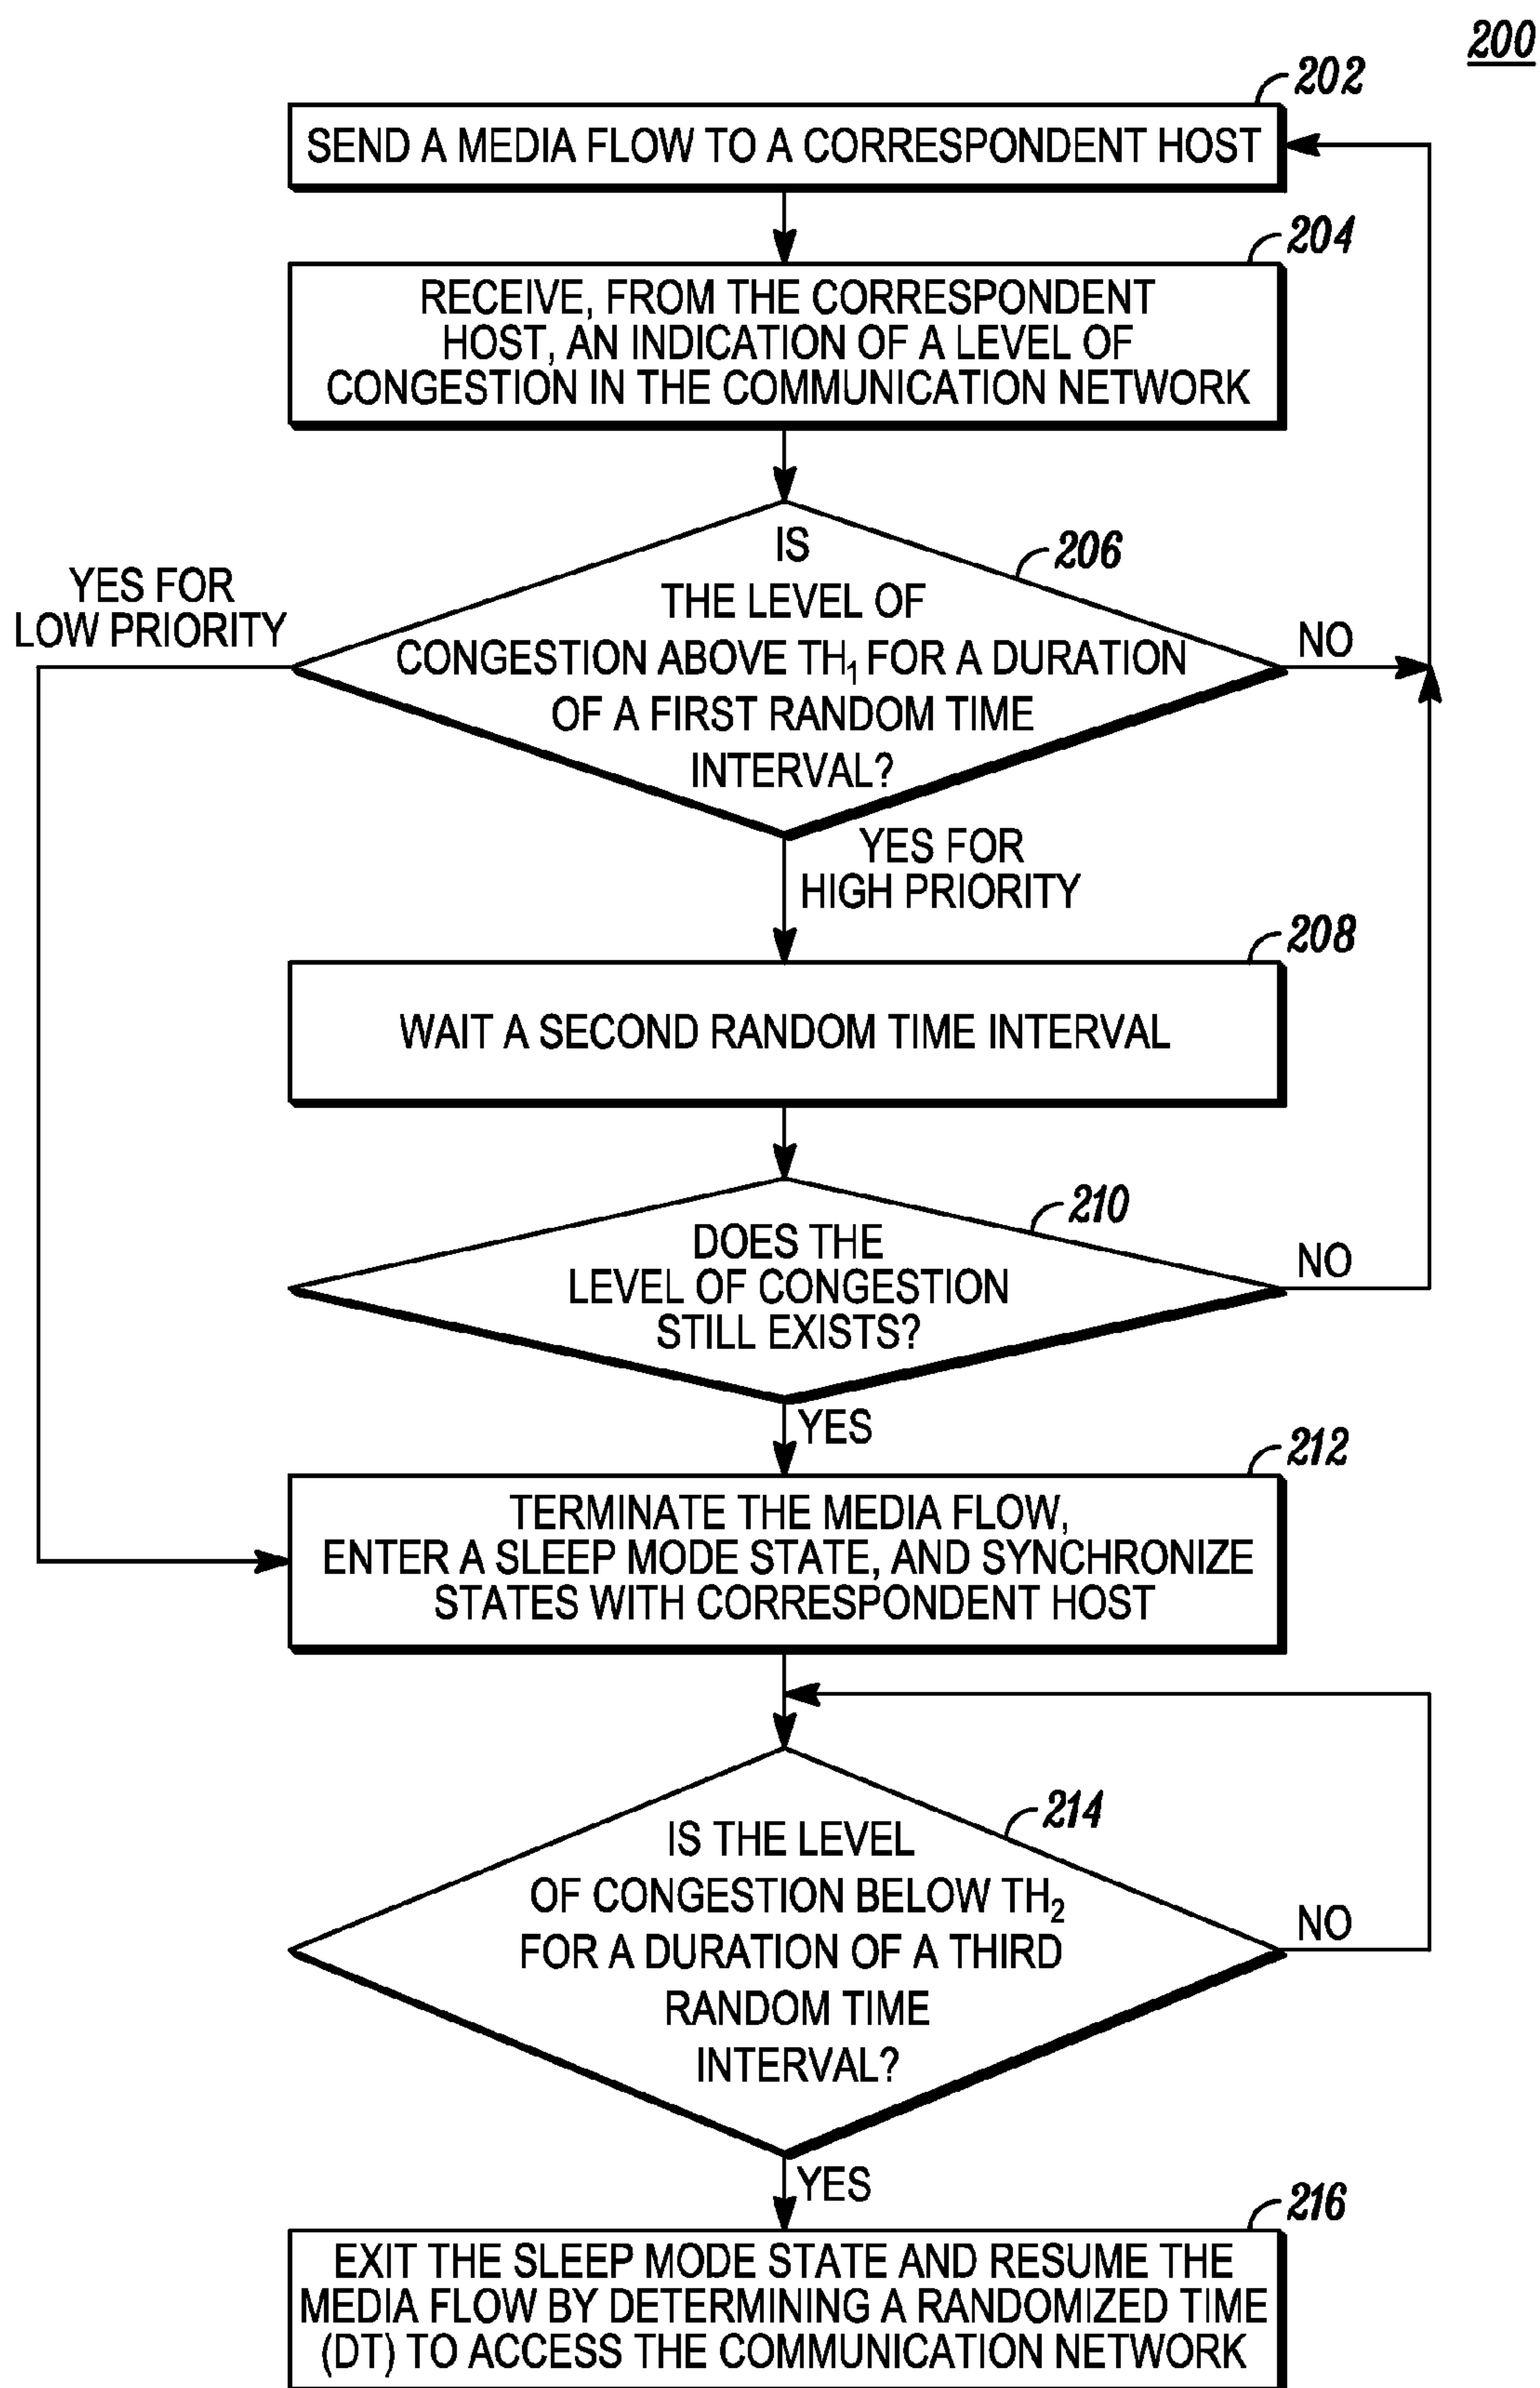 200
202
SEND A MEDIA FLOW TO A CORRESPONDENT HOST
204
RECEIVE, FROM THE CORRESPONDENT
HOST, AN INDICATION OF A LEVEL OF
CONGESTION IN THE COMMUNICATION NETWORK
206
IS
THE LEVEL OF
CONGESTION ABOVE TH1 FOR A DURATION
OF A FIRST RANDOM TIME
INTERVAL?
YES FOR
LOW PRIORITY
NO
YES FOR
HIGH PRIORITY
208
WAIT A SECOND RANDOM TIME INTERVAL
210
DOES THE
LEVEL OF CONGESTION
STILL EXISTS?
NO
YES
212
TERMINATE THE MEDIA FLOW,
ENTER A SLEEP MODE STATE, AND SYNCHRONIZE
STATES WITH CORRESPONDENT HOST
214
IS THE LEVEL
OF CONGESTION BELOW TH2
FOR A DURATION OF A THIRD
RANDOM TIME
INTERVAL?
NO
YES
216
EXIT THE SLEEP MODE STATE AND RESUME THE
MEDIA FLOW BY DETERMINING A RANDOMIZED TIME
(DT) TO ACCESS THE COMMUNICATION NETWORK